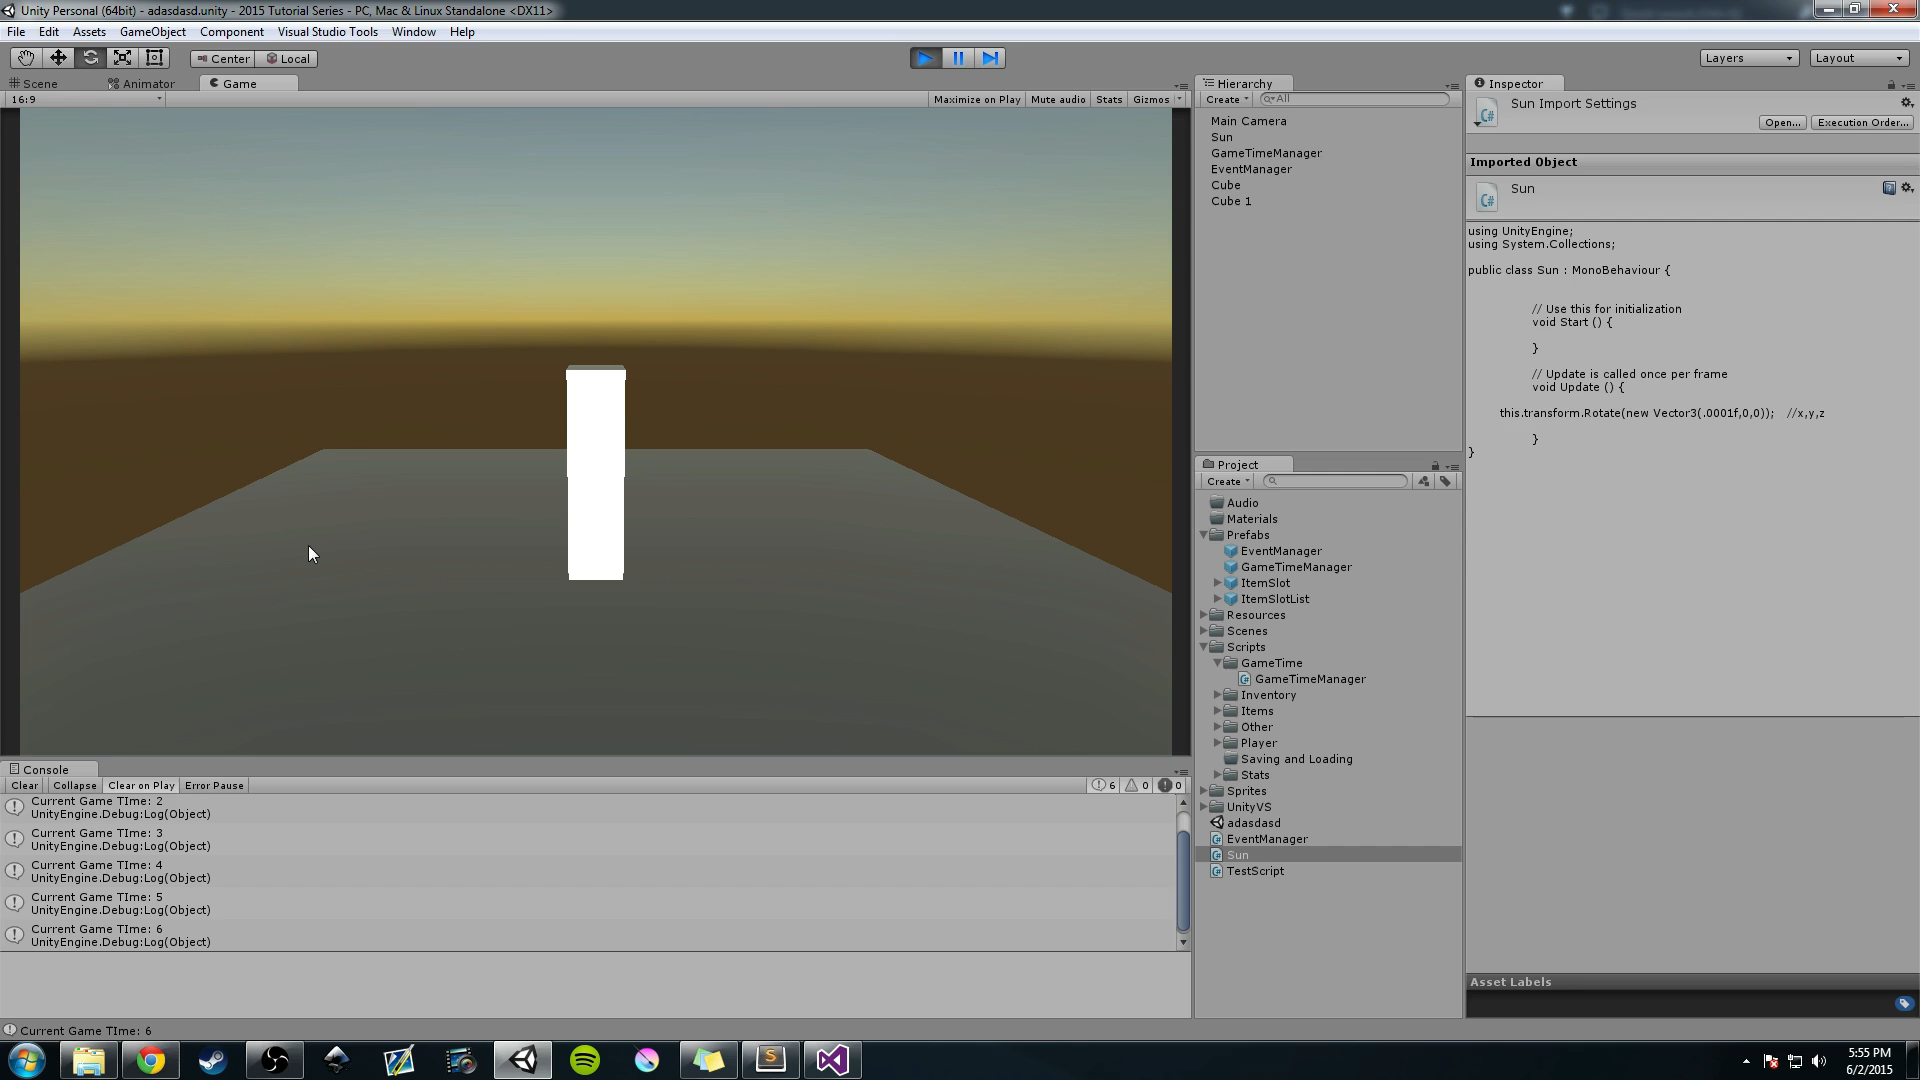 Unity Personal (64bit) - adasdasd.unity - 2015 Tutorial Series - PC, Mac & Linux Standalone <DX11>
File Edit Assets GameObject Component Visual Studio Tools Window Help
Center Local Layers Layout
Scene Animator Game
16:9 Maximize on Play Mute audio Stats Gizmos
Hierarchy
Create All
Main Camera
Sun
GameTimeManager
EventManager
Cube
Cube 1
Project
Create
Audio
Materials
Prefabs
EventManager
GameTimeManager
ItemSlot
ItemSlotList
Resources
Scenes
Scripts
GameTime
GameTimeManager
Inventory
Items
Other
Player
Saving and Loading
Stats
Sprites
UnityVS
adasdasd
EventManager
Sun
TestScript
Inspector
Sun Import Settings
Open... Execution Order...
Imported Object
Sun
using UnityEngine;
using System.Collections;
public class Sun : MonoBehaviour {
// Use this for initialization
void Start () {
}
// Update is called once per frame
void Update () {
this.transform.Rotate(new Vector3(.0001f,0,0)); //x,y,z
}
}
Asset Labels
Console
Clear Collapse Clear on Play Error Pause 6 0 0
Current Game TIme: 2
UnityEngine.Debug:Log(Object)
Current Game TIme: 3
UnityEngine.Debug:Log(Object)
Current Game TIme: 4
UnityEngine.Debug:Log(Object)
Current Game TIme: 5
UnityEngine.Debug:Log(Object)
Current Game TIme: 6
UnityEngine.Debug:Log(Object)
Current Game TIme: 6
5:55 PM
6/2/2015